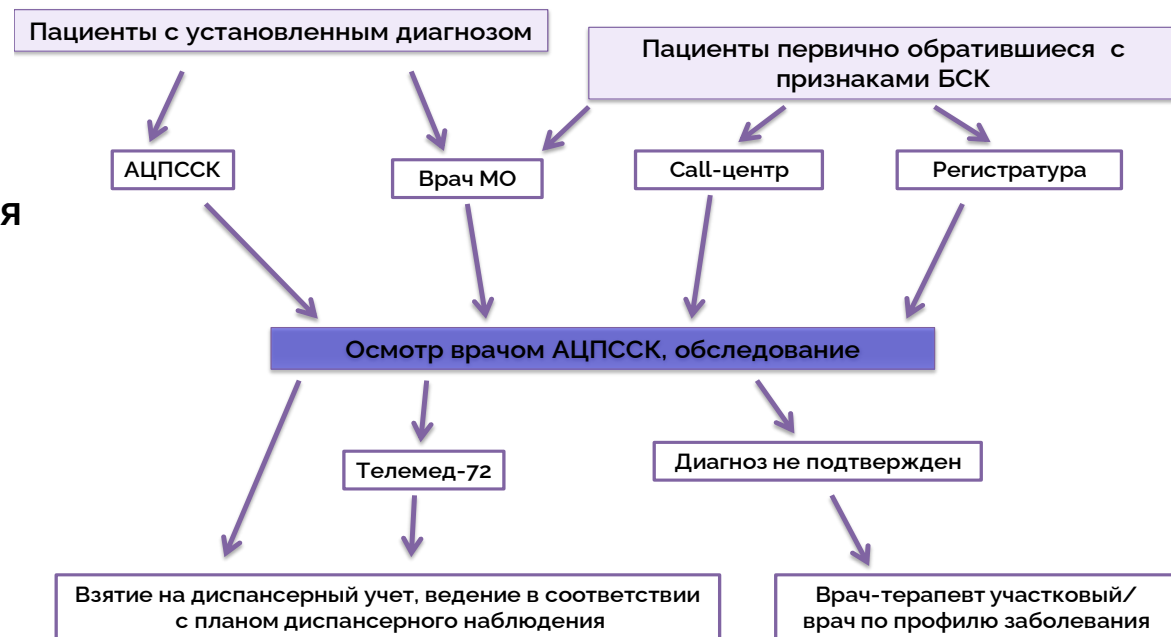 Пациенты с установленным диагнозом
Пациенты первично обратившиеся с
признаками БСК
АЦПССК
Врач МО
Call-центр
Регистратура
я
Осмотр врачом АЦПССК, обследование
Телемед-72
Диагноз не подтвержден
Взятие на диспансерный учет, ведение в соответствии
с планом диспансерного наблюдения
Врач-терапевт участковый/
врач по профилю заболевания